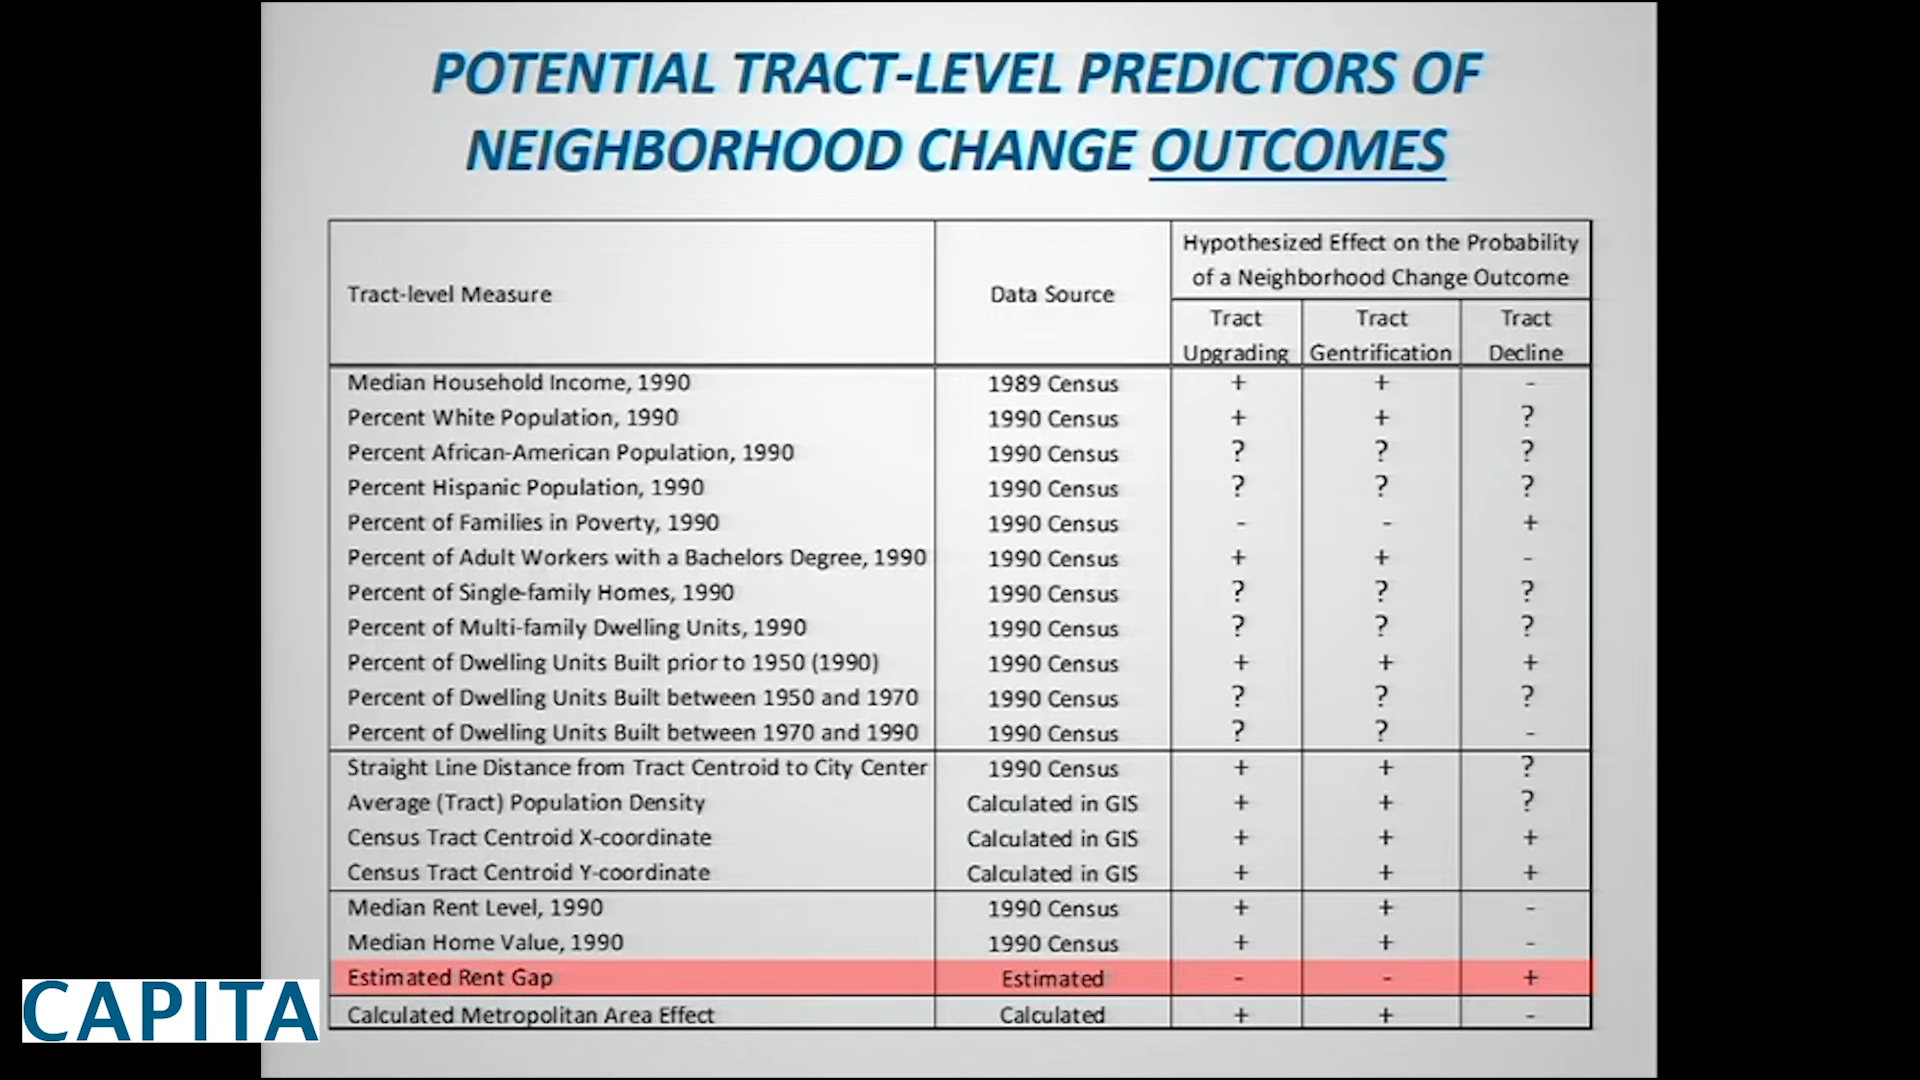 POTENTIAL TRACT-LEVEL PREDICTORS OF
NEIGHBORHOOD CHANGE OUTCOMES
Tract-level Measure
Data Source
Hypothesized Effect on the Probability
of a Neighborhood Change Outcome
Tract Upgrading
Tract Gentrification
Tract Decline
Median Household Income, 1990 1989 Census + + -
Percent White Population, 1990 1990 Census + + ?
Percent African-American Population, 1990 1990 Census ? ? ?
Percent Hispanic Population, 1990 1990 Census ? ? ?
Percent of Families in Poverty, 1990 1990 Census - - +
Percent of Adult Workers with a Bachelors Degree, 1990 1990 Census + + -
Percent of Single-family Homes, 1990 1990 Census ? ? ?
Percent of Multi-family Dwelling Units, 1990 1990 Census ? ? ?
Percent of Dwelling Units Built prior to 1950 (1990) 1990 Census + + +
Percent of Dwelling Units Built between 1950 and 1970 1990 Census ? ? ?
Percent of Dwelling Units Built between 1970 and 1990 1990 Census ? ? -
Straight Line Distance from Tract Centroid to City Center 1990 Census + + ?
Average (Tract) Population Density Calculated in GIS + + ?
Census Tract Centroid X-coordinate Calculated in GIS + + +
Census Tract Centroid Y-coordinate Calculated in GIS + + +
Median Rent Level, 1990 1990 Census + + -
Median Home Value, 1990 1990 Census + + -
Estimated Rent Gap Estimated - - +
Calculated Metropolitan Area Effect Calculated + + -
CAPITA